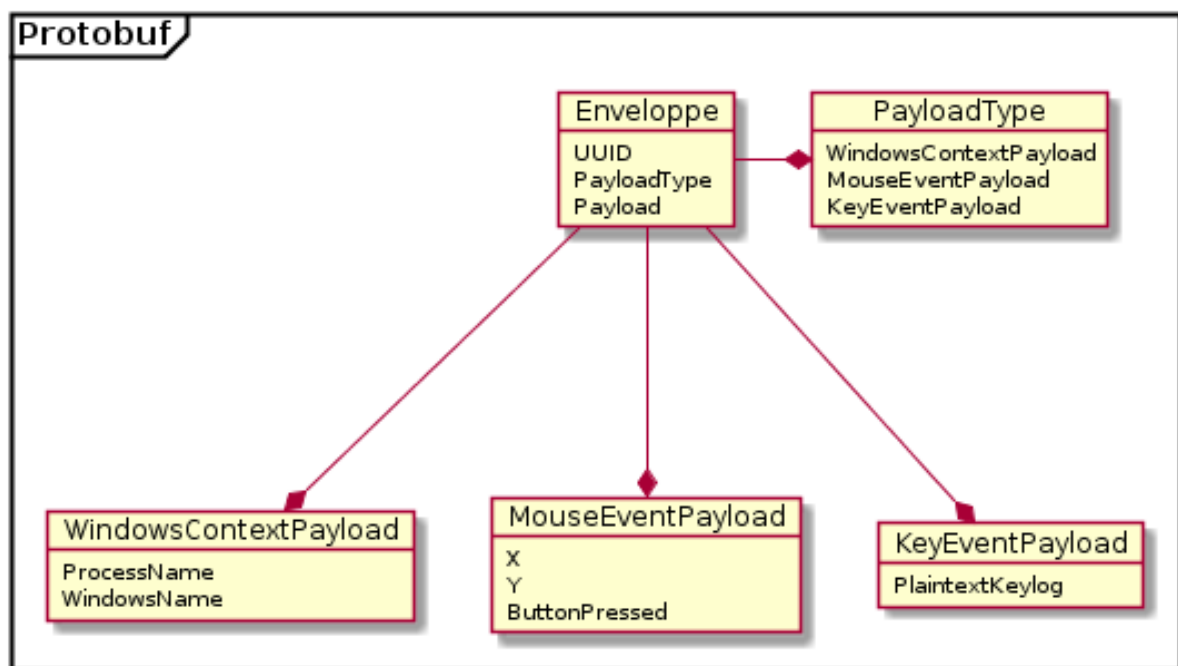 Protobuf
Enveloppe
UUID
PayloadType
Payload
PayloadType
WindowsContextPayload
MouseEventPayload
KeyEventPayload
WindowsContextPayload
ProcessName
WindowsName
MouseEventPayload
X
Y
ButtonPressed
KeyEventPayload
PlaintextKeylog